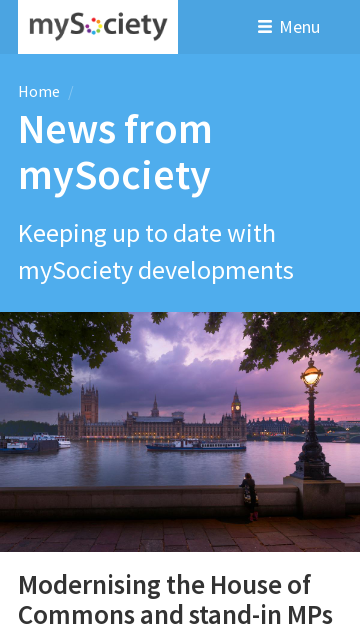 mySociety
Menu
Home /
News from
mySociety
Keeping up to date with
mySociety developments
Modernising the House of
Commons and stand-in MPs